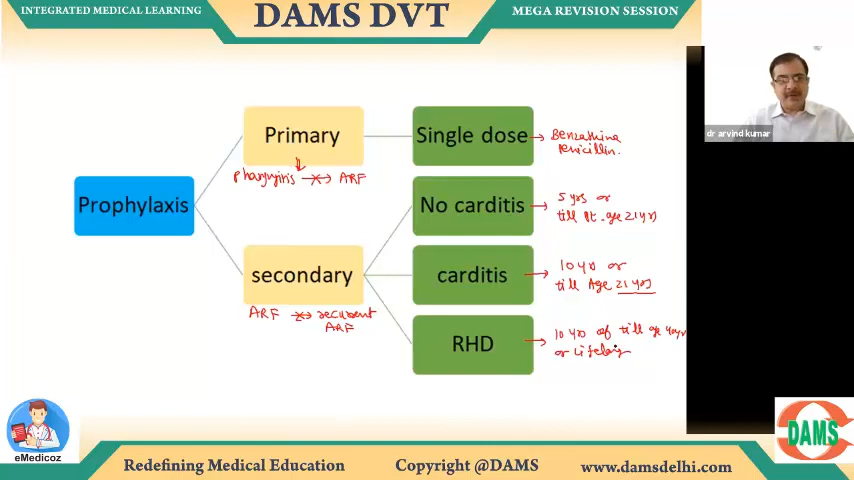 INTEGRATED MEDICAL LEARNING
DAMS DVT
MEGA REVISION SESSION
dr arvind kumar
Primary
Single dose
Benzathine
Penicillin.
Pharyngitis ARF
Prophylaxis
No carditis
5 yrs or
till Pt. age 21 yrs
secondary
carditis
10 yrs or
till Age 21 yrs
ARF recurrent
ARF
RHD
10 yrs of till age 40 yrs
or Lifelong
eMedicoz
DAMS
Redefining Medical Education
Copyright @DAMS
www.damsdelhi.com